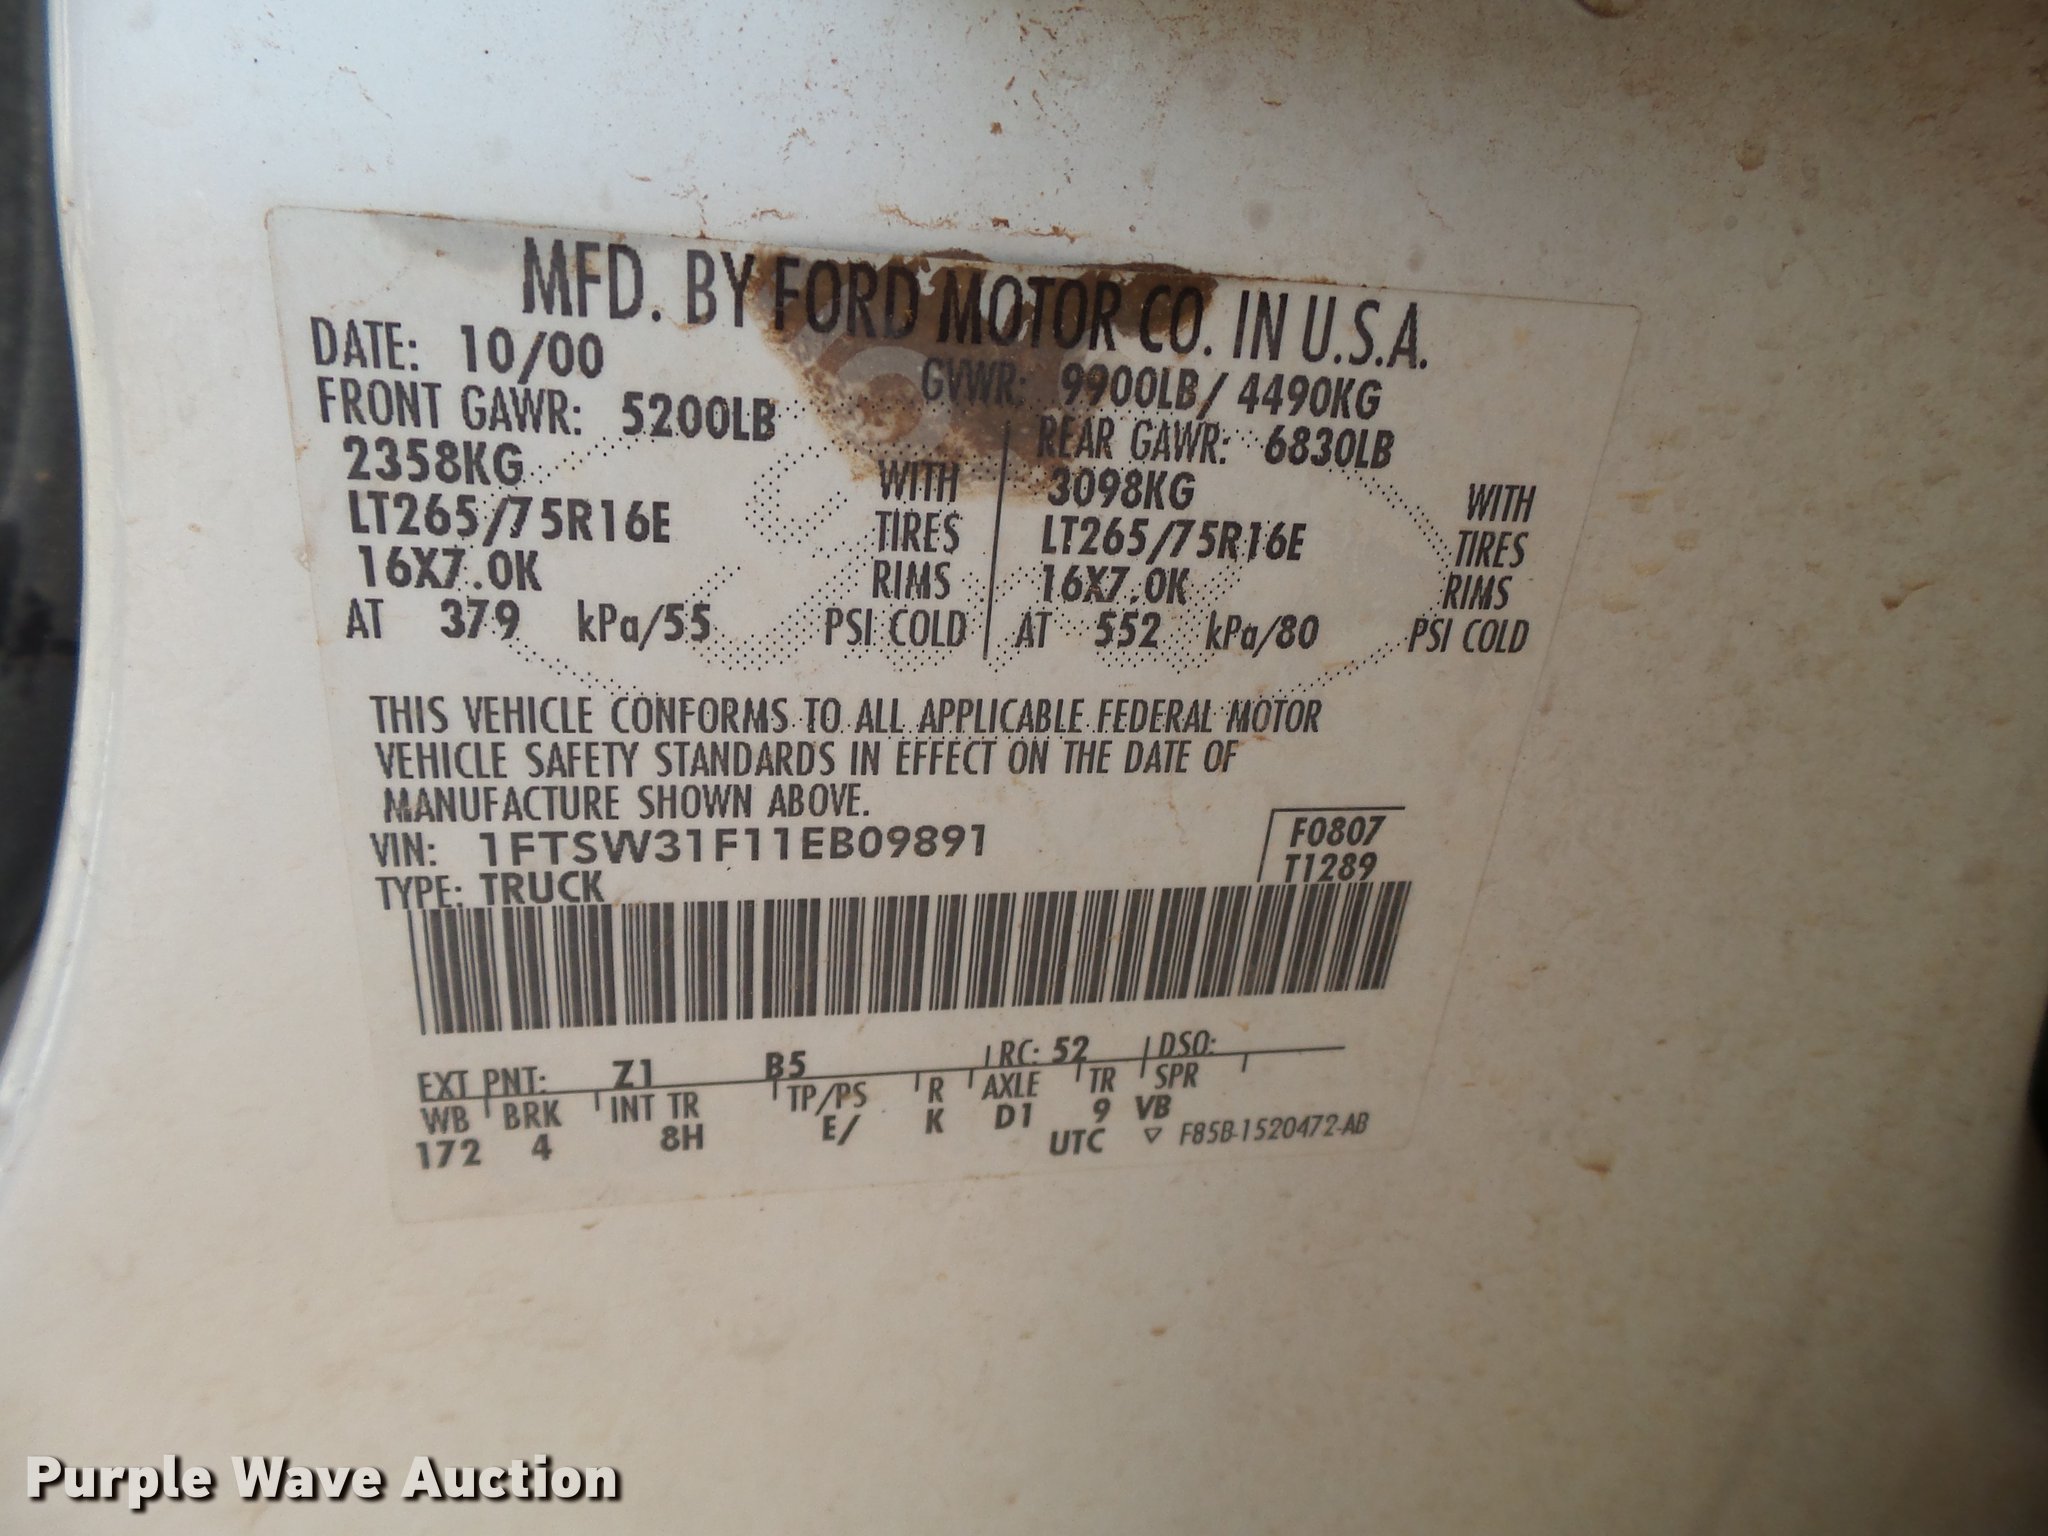 MFD. BY FORD MOTOR CO. IN U.S.A.
DATE: 10/00 GVWR: 9900LB/ 4490KG
FRONT GAWR: 5200LB REAR GAWR: 6830LB
2358KG WITH 3098KG WITH
LT265/75R16E TIRES LT265/75R16E TIRES
16X7.0K RIMS 16X7.0K RIMS
AT 379 kPa/55 PSI COLD AT 552 kPa/80 PSI COLD
THIS VEHICLE CONFORMS TO ALL APPLICABLE FEDERAL MOTOR
VEHICLE SAFETY STANDARDS IN EFFECT ON THE DATE OF
MANUFACTURE SHOWN ABOVE.
VIN: 1FTSW31F11EB09891 F0807
TYPE: TRUCK T1289
EXT PNT: Z1 B5 RC: 52 DSO:
WB BRK INT TR TP/PS R AXLE TR SPR
172 4 8H E/ K D1 9 VB
UTC ▽ F85B-1520472-AB
Purple Wave Auction